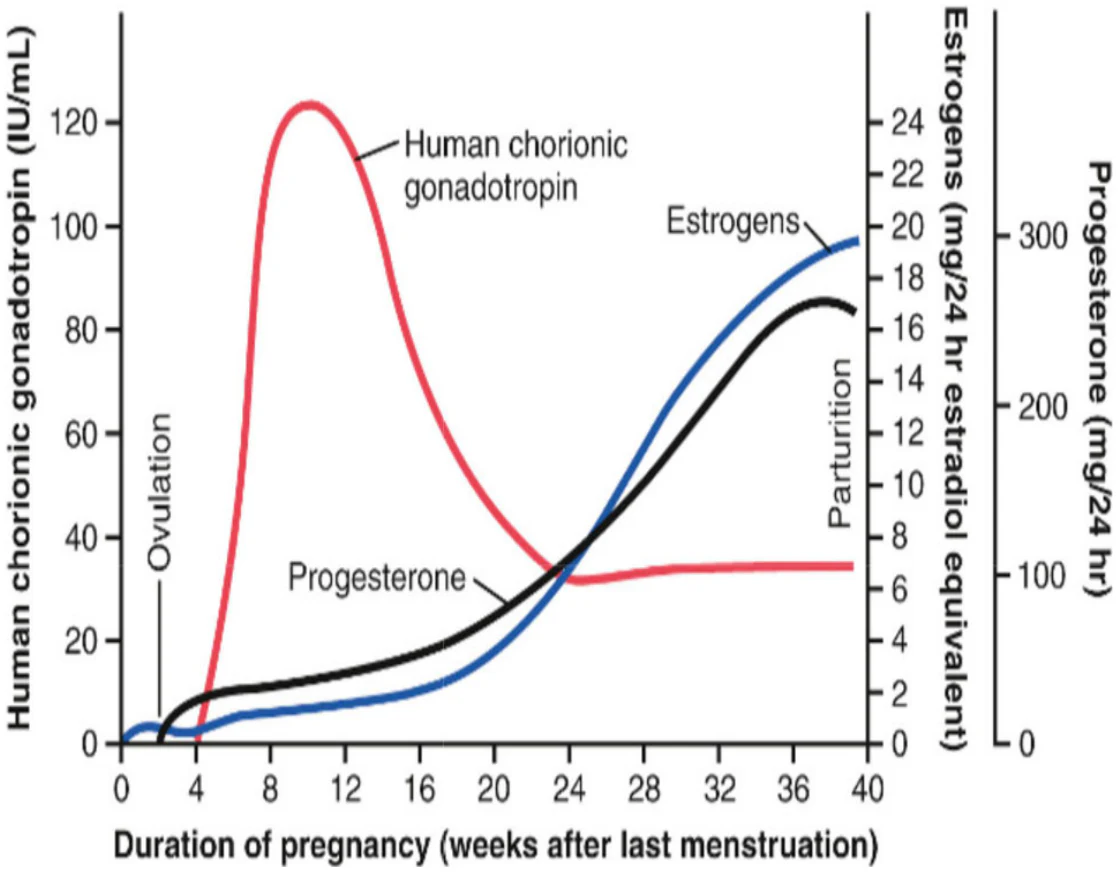 Human chorionic gonadotropin (IU/mL)
120
100
80
60
40
20
0
Ovulation
Human chorionic
gonadotropin
Progesterone
Estrogens
Parturition
24
22
20
18
16
14
12
10
8
6
4
2
0
Estrogens (mg/24 hr estradiol equivalent)
300
200
100
0
Progesterone (mg/24 hr)
0 4 8 12 16 20 24 28 32 36 40
Duration of pregnancy (weeks after last menstruation)